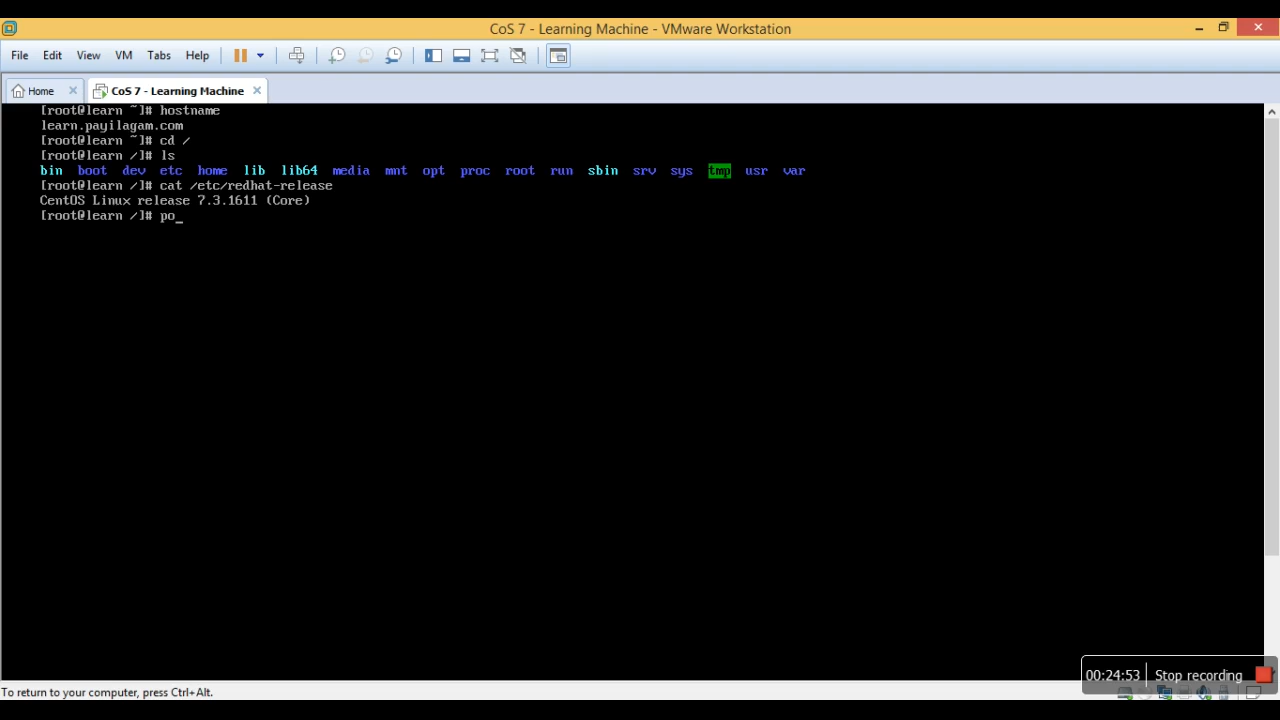 CoS 7 - Learning Machine - VMware Workstation
File Edit View VM Tabs Help
Home CoS 7 - Learning Machine
[root@learn ~]# hostname
learn.payilagam.com
[root@learn ~]# cd /
[root@learn /]# ls
bin boot dev etc home lib lib64 media mnt opt proc root run sbin srv sys tmp usr var
[root@learn /]# cat /etc/redhat-release
CentOS Linux release 7.3.1611 (Core)
[root@learn /]# po_
00:24:53 Stop recording
To return to your computer, press Ctrl+Alt.